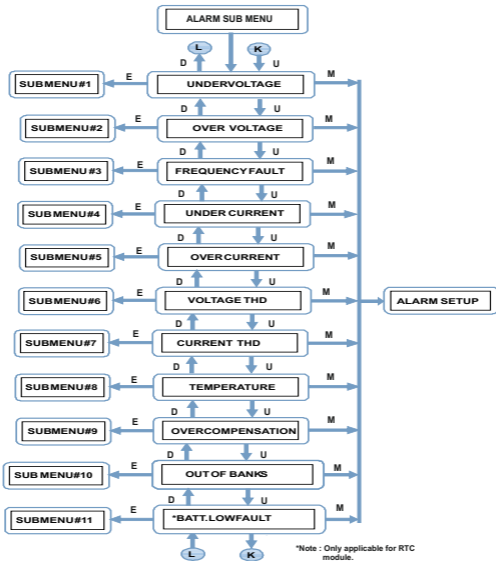 ALARM SUB MENU
L K
D U
SUBMENU#1 E UNDERVOLTAGE M
D U
SUBMENU#2 E OVER VOLTAGE M
D U
SUBMENU#3 E FREQUENCY FAULT M
D U
SUBMENU#4 E UNDER CURRENT M
D U
SUBMENU#5 E OVERCURRENT M
D U
SUBMENU#6 E VOLTAGE THD M ALARM SETUP
D U
SUBMENU#7 E CURRENT THD M
D U
SUBMENU#8 E TEMPERATURE M
D U
SUBMENU#9 E OVERCOMPENSATION M
D U
SUB MENU#10 E OUT OF BANKS M
D U
SUBMENU#11 E *BATT.LOWFAULT M
L K
*Note : Only applicable for RTC
module.